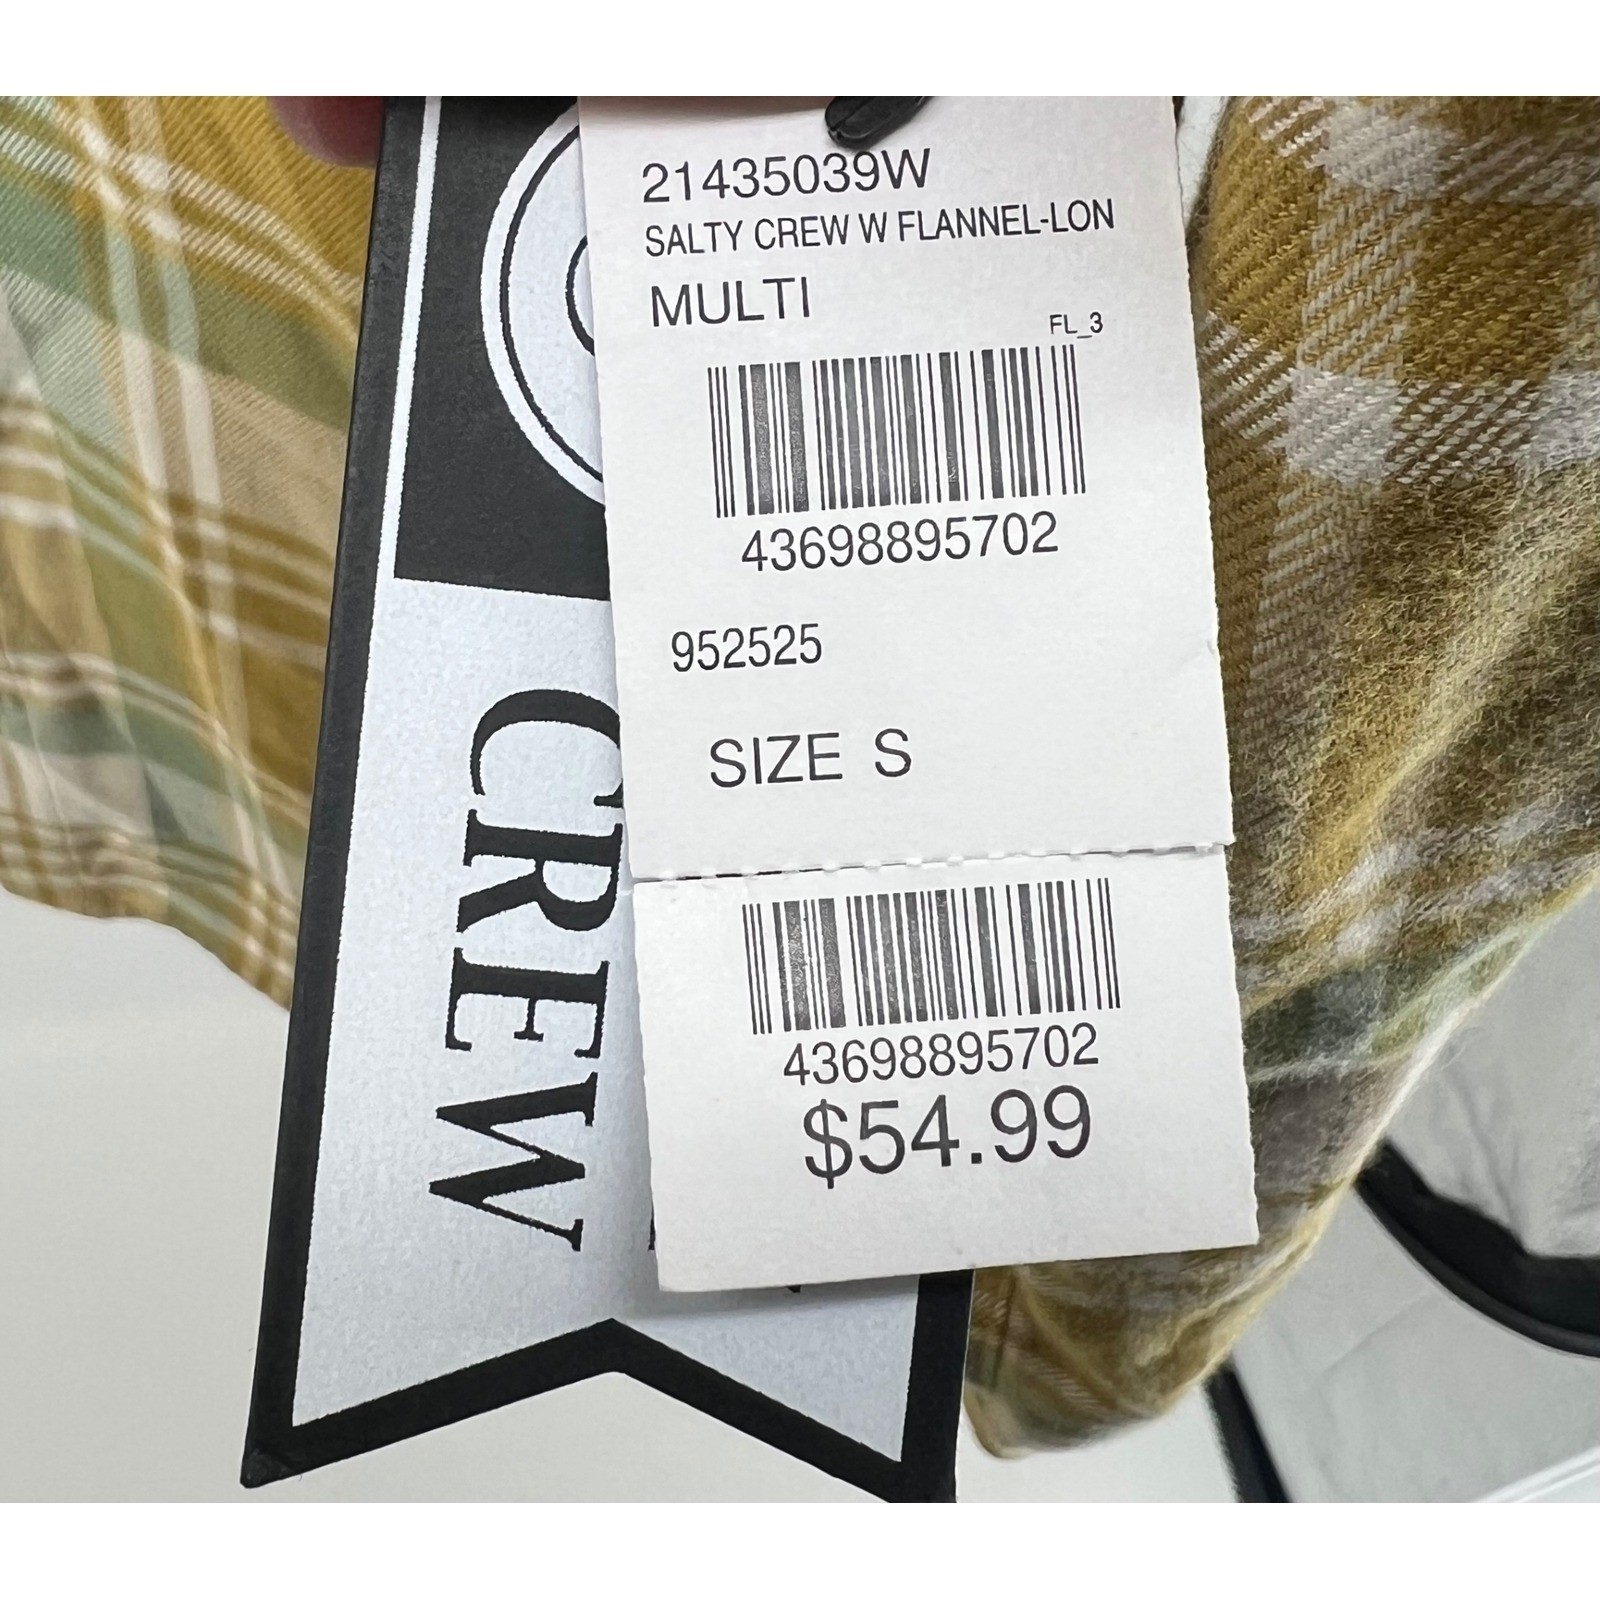 21435039W
SALTY CREW W FLANNEL-LON
MULTI
FL_3
43698895702
952525
SIZE S
43698895702
$54.99
CREW